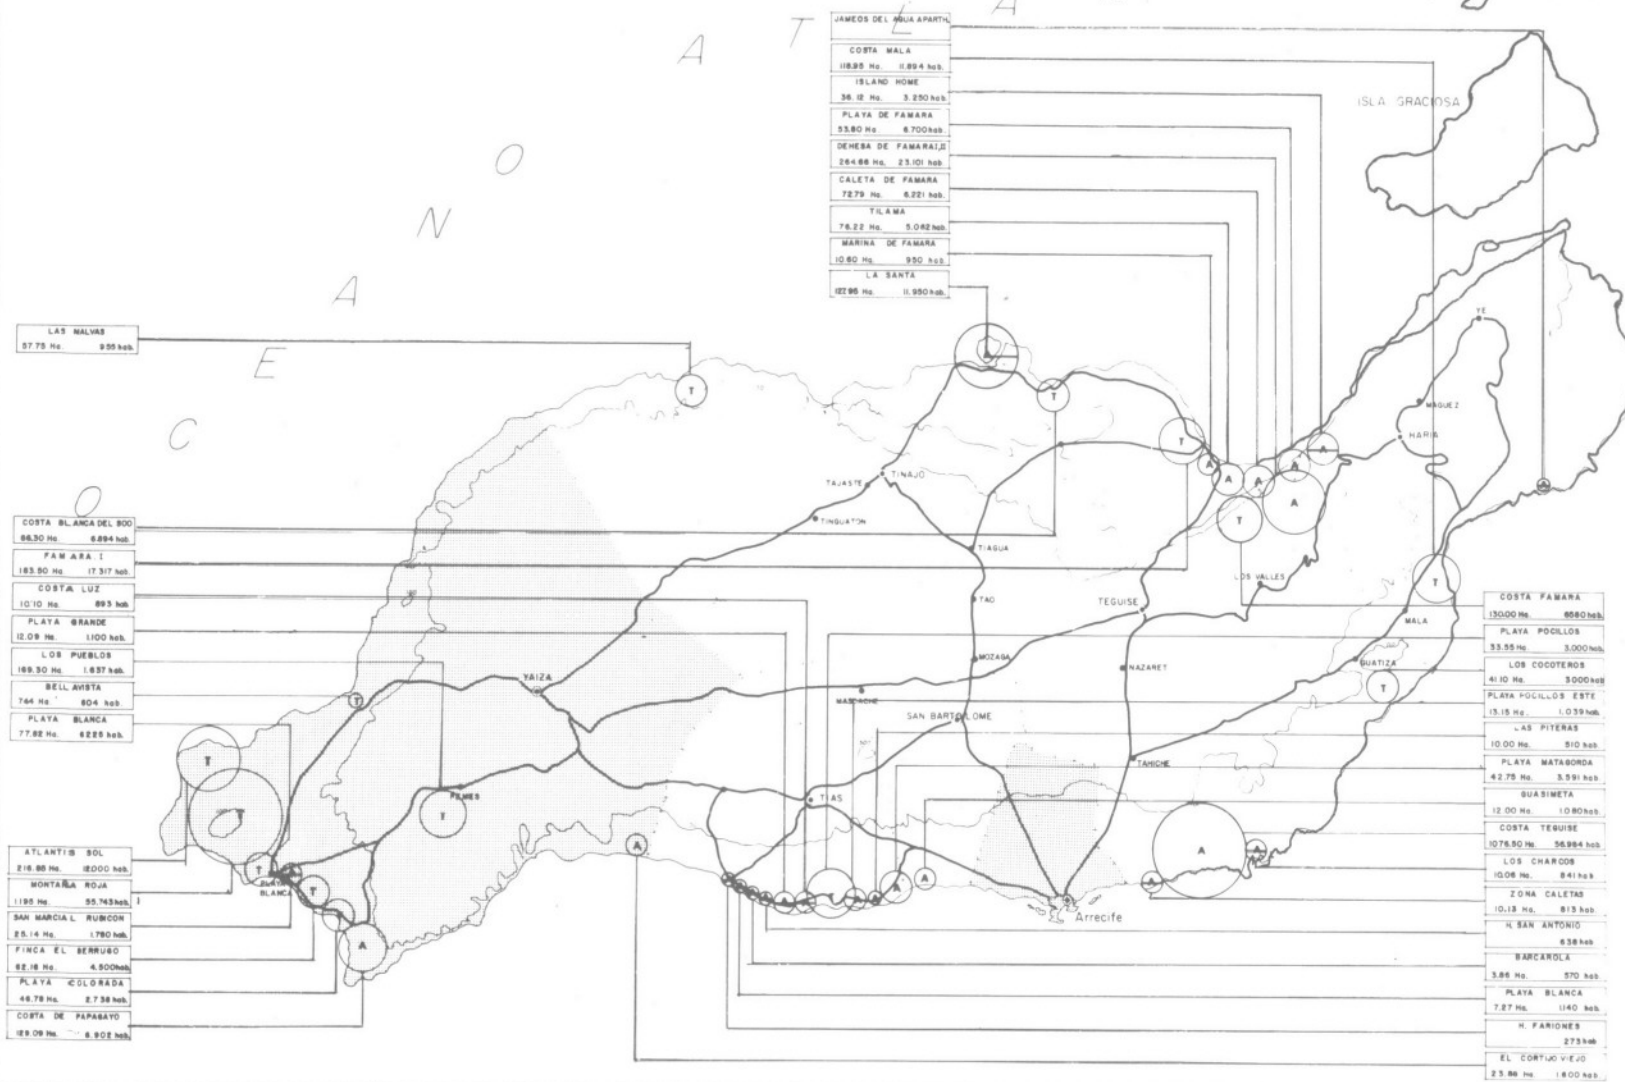 O C E A N O
A T L A
JAMEOS DEL AGUA APARTH.
COSTA MALA
118.95 Ha. 11.894 hab.
ISLAND HOME
36.12 Ha. 3.250 hab.
PLAYA DE FAMARA
53.80 Ha. 6.700 hab.
DEHESA DE FAMARA I,II
264.66 Ha. 23.101 hab.
CALETA DE FAMARA
72.79 Ha. 6.221 hab.
TILAMA
76.22 Ha. 5.062 hab.
MARINA DE FAMARA
10.60 Ha. 950 hab.
LA SANTA
127.95 Ha. 11.950 hab.
ISLA GRACIOSA
LAS MALVAS
57.75 Ha. 955 hab.
COSTA BLANCA DEL 800
66.30 Ha. 6.894 hab.
FAMARA. I
183.50 Ha. 17.317 hab.
COSTA LUZ
10.10 Ha. 893 hab.
PLAYA GRANDE
12.09 Ha. 1.100 hab.
LOS PUEBLOS
169.30 Ha. 1.637 hab.
BELLAVISTA
7.44 Ha. 804 hab.
PLAYA BLANCA
77.82 Ha. 6225 hab.
ATLANTIS SOL
216.85 Ha. 12.000 hab.
MONTAÑA ROJA
1195 Ha. 55.743 hab.
SAN MARCIAL RUBICON
25.14 Ha. 1.780 hab.
FINCA EL BERRUGO
62.16 Ha. 4.500 hab.
PLAYA COLORADA
46.78 Ha. 2.738 hab.
COSTA DE PAPAGAYO
129.09 Ha. 6.902 hab.
COSTA FAMARA
130.00 Ha. 6580 hab.
PLAYA POCILLOS
33.55 Ha. 3.000 hab.
LOS COCOTEROS
41.10 Ha. 3000 hab
PLAYA POCILLOS ESTE
13.15 Ha. 1.039 hab.
LAS PITERAS
10.00 Ha. 510 hab.
PLAYA MATAGORDA
42.75 Ha. 3.591 hab.
GUASIMETA
12.00 Ha. 1.080 hab.
COSTA TEGUISE
1076.50 Ha. 56.984 hab.
LOS CHARCOS
10.06 Ha. 841 hab
ZONA CALETAS
10.13 Ha. 813 hab.
H. SAN ANTONIO
638 hab
BARCAROLA
3.86 Ha. 570 hab.
PLAYA BLANCA
7.27 Ha. 1.140 hab.
H. FARIONES
273 hab
EL CORTIJO VIEJO
23.88 Ha. 1.800 hab.
YE
MAGUEZ
HARIA
TINAJO
TAJASTE
TINGUATON
TIAGUA
LOS VALLES
TAO
TEGUISE
MALA
MOZAGA
NAZARET
GUATIZA
YAIZA
MASDACHE
SAN BARTOLOME
TAHICHE
FEMES
TIAS
PLAYA BLANCA
Arrecife